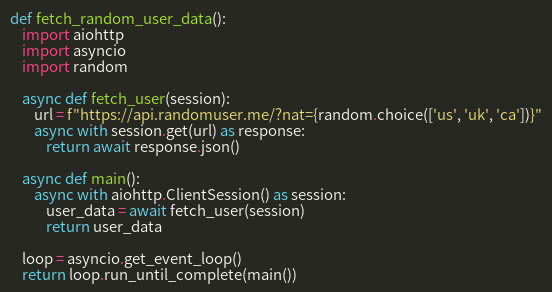 def fetch_random_user_data():
    import aiohttp
    import asyncio
    import random

    async def fetch_user(session):
        url = f"https://api.randomuser.me/?nat={random.choice(['us', 'uk', 'ca'])}"
        async with session.get(url) as response:
            return await response.json()

    async def main():
        async with aiohttp.ClientSession() as session:
            user_data = await fetch_user(session)
            return user_data

    loop = asyncio.get_event_loop()
    return loop.run_until_complete(main())